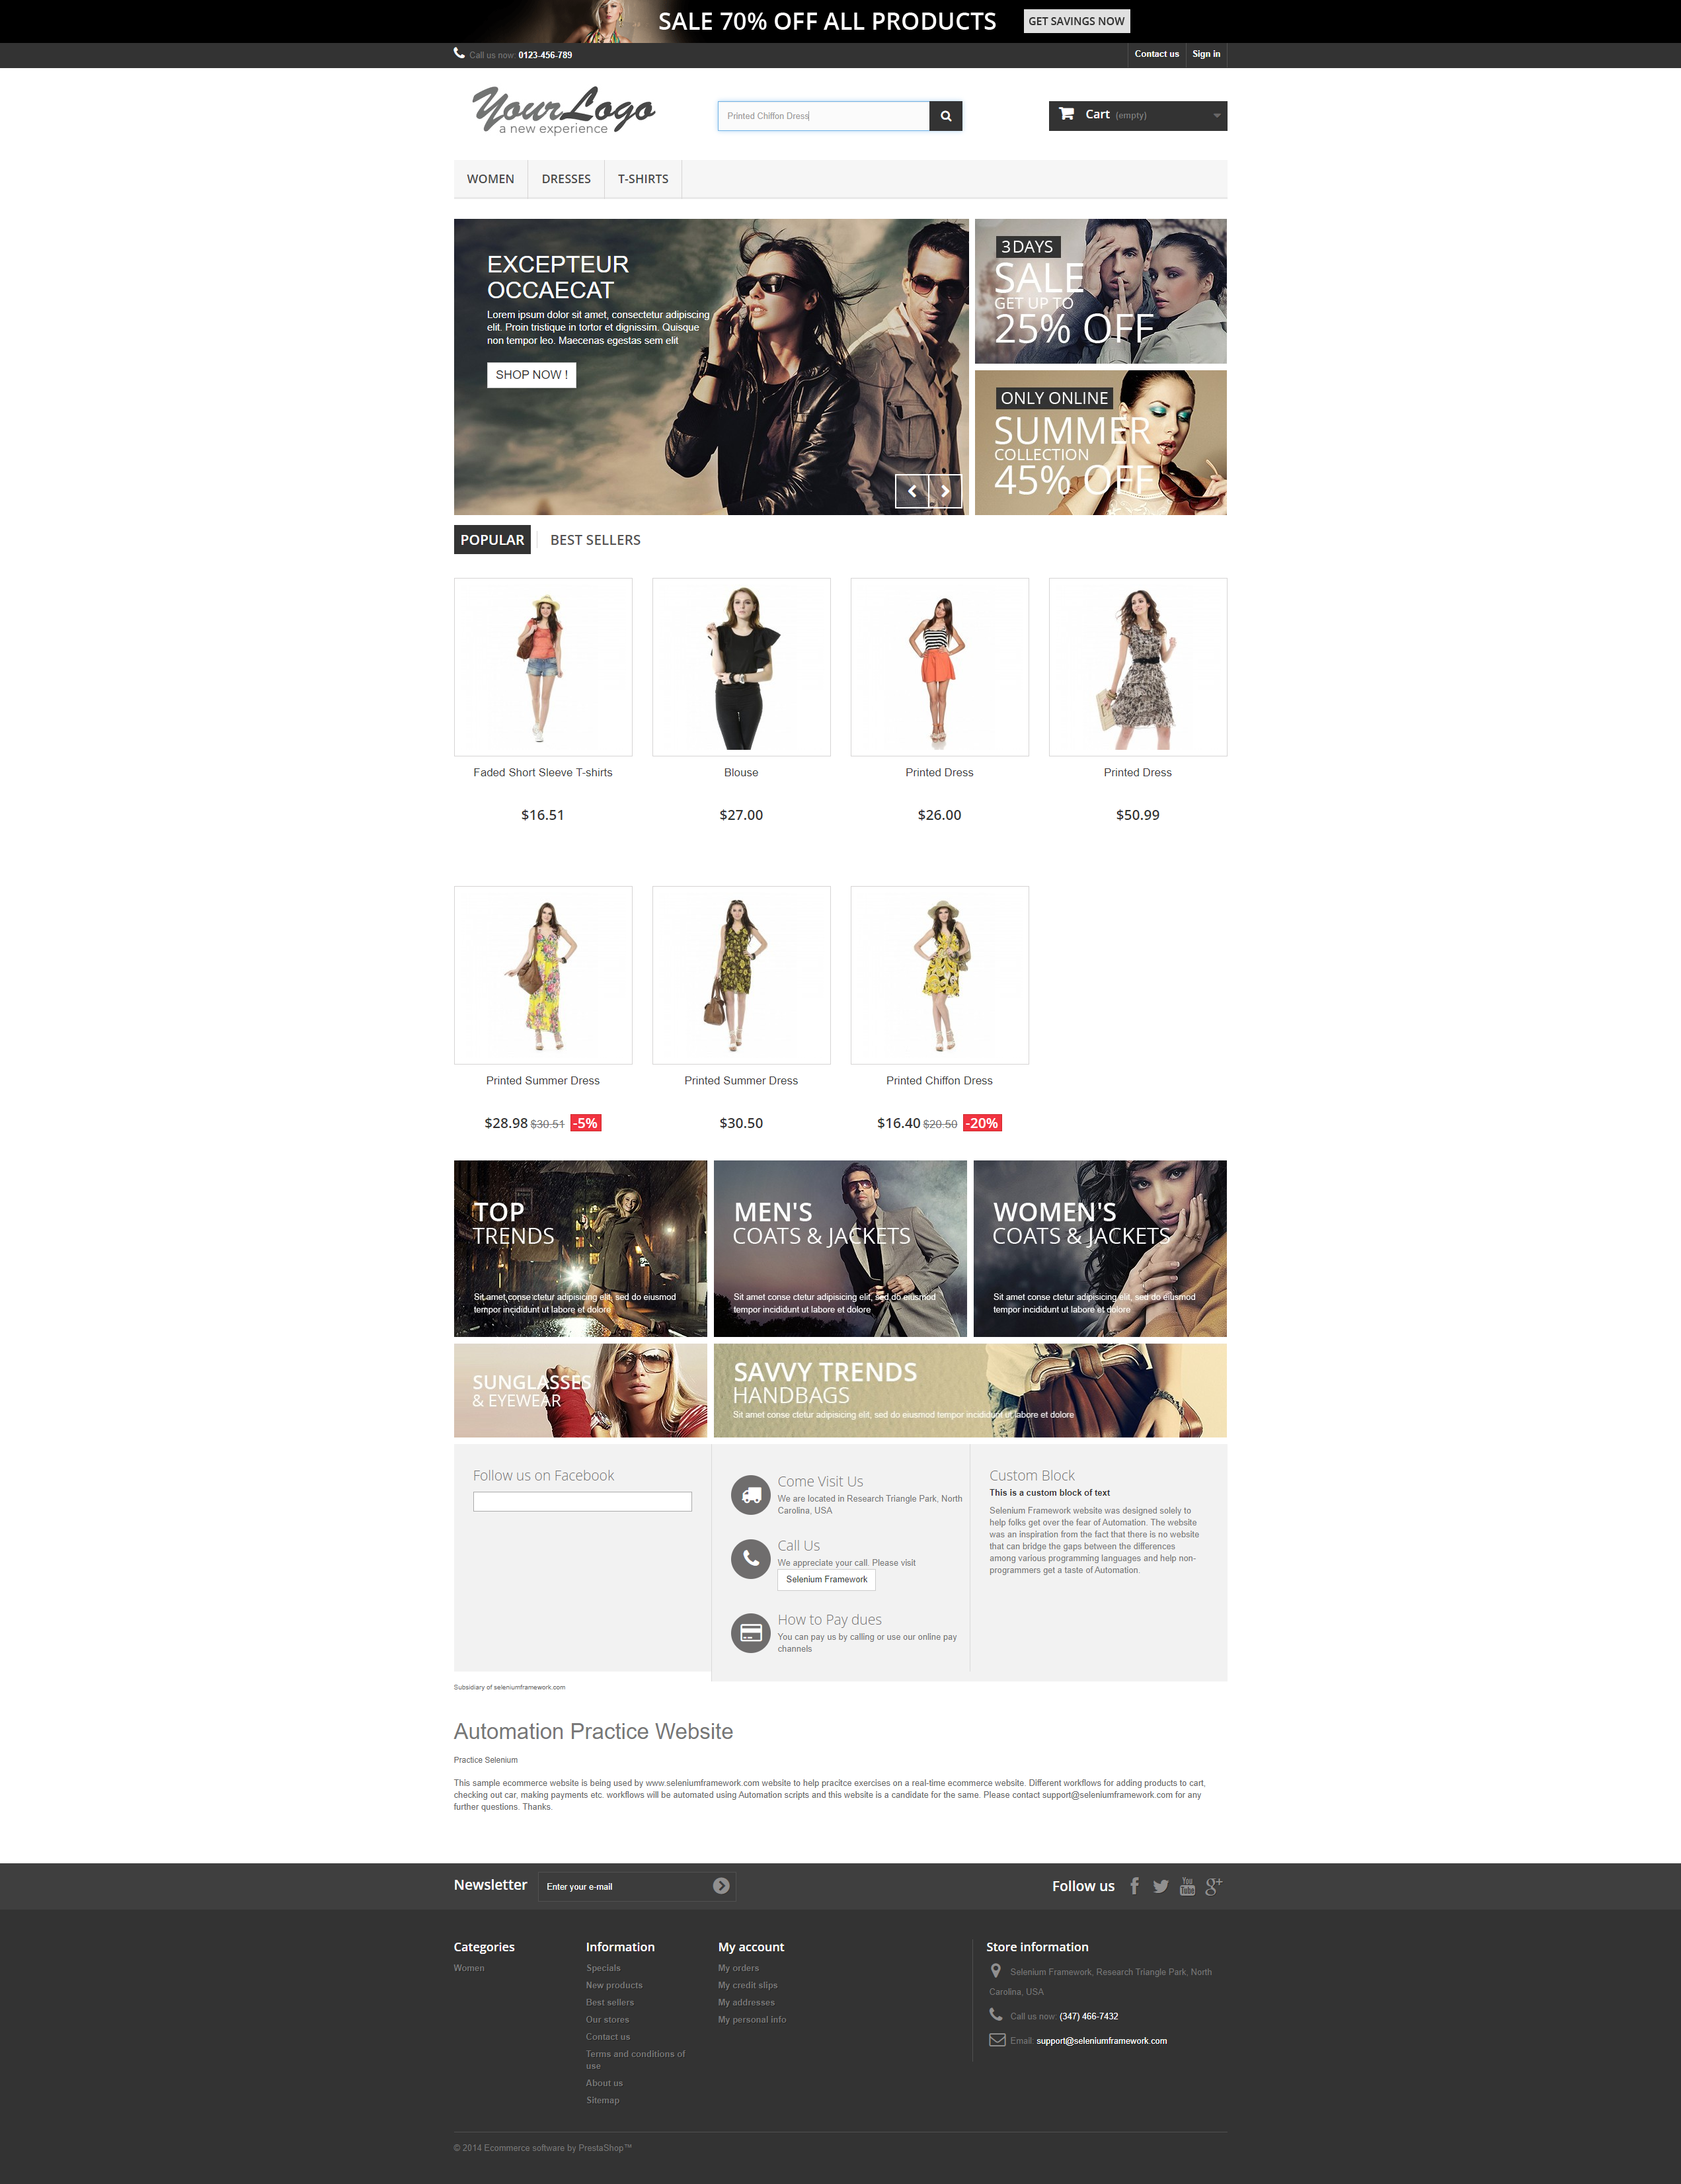 SALE 70% OFF ALL PRODUCTS GET SAVINGS NOW
Call us now: 0123-456-789 Contact us Sign in
Your Logo
a new experience
Printed Chiffon Dress
Cart (empty)
WOMEN DRESSES T-SHIRTS
EXCEPTEUR
OCCAECAT
Lorem ipsum dolor sit amet, consectetur adipiscing
elit. Proin tristique in tortor et dignissim. Quisque
non tempor leo. Maecenas egestas sem elit
SHOP NOW !
3DAYS
SALE
GET UP TO
25% OFF
ONLY ONLINE
SUMMER
COLLECTION
45% OFF
POPULAR BEST SELLERS
Faded Short Sleeve T-shirts Blouse Printed Dress Printed Dress
$16.51 $27.00 $26.00 $50.99
Printed Summer Dress Printed Summer Dress Printed Chiffon Dress
$28.98 $30.51 -5% $30.50 $16.40 $20.50 -20%
TOP
TRENDS
Sit amet conse ctetur adipisicing elit, sed do eiusmod
tempor incididunt ut labore et dolore
MEN'S
COATS & JACKETS
Sit amet conse ctetur adipisicing elit, sed do eiusmod
tempor incididunt ut labore et dolore
WOMEN'S
COATS & JACKETS
Sit amet conse ctetur adipisicing elit, sed do eiusmod
tempor incididunt ut labore et dolore
SUNGLASSES
& EYEWEAR
SAVVY TRENDS
HANDBAGS
Sit amet conse ctetur adipisicing elit, sed do eiusmod tempor incididunt ut labore et dolore
Follow us on Facebook
Come Visit Us
We are located in Research Triangle Park, North
Carolina, USA
Call Us
We appreciate your call. Please visit
Selenium Framework
How to Pay dues
You can pay us by calling or use our online pay
channels
Custom Block
This is a custom block of text
Selenium Framework website was designed solely to
help folks get over the fear of Automation. The website
was an inspiration from the fact that there is no website
that can bridge the gaps between the differences
among various programming languages and help non-
programmers get a taste of Automation.
Subsidiary of seleniumframework.com
Automation Practice Website
Practice Selenium
This sample ecommerce website is being used by www.seleniumframework.com website to help pracitce exercises on a real-time ecommerce website. Different workflows for adding products to cart,
checking out car, making payments etc. workflows will be automated using Automation scripts and this website is a candidate for the same. Please contact support@seleniumframework.com for any
further questions. Thanks.
Newsletter Enter your e-mail Follow us
You
Tube
g+
Categories
Women
Information
Specials
New products
Best sellers
Our stores
Contact us
Terms and conditions of
use
About us
Sitemap
My account
My orders
My credit slips
My addresses
My personal info
Store information
Selenium Framework, Research Triangle Park, North
Carolina, USA
Call us now: (347) 466-7432
Email: support@seleniumframework.com
© 2014 Ecommerce software by PrestaShop™